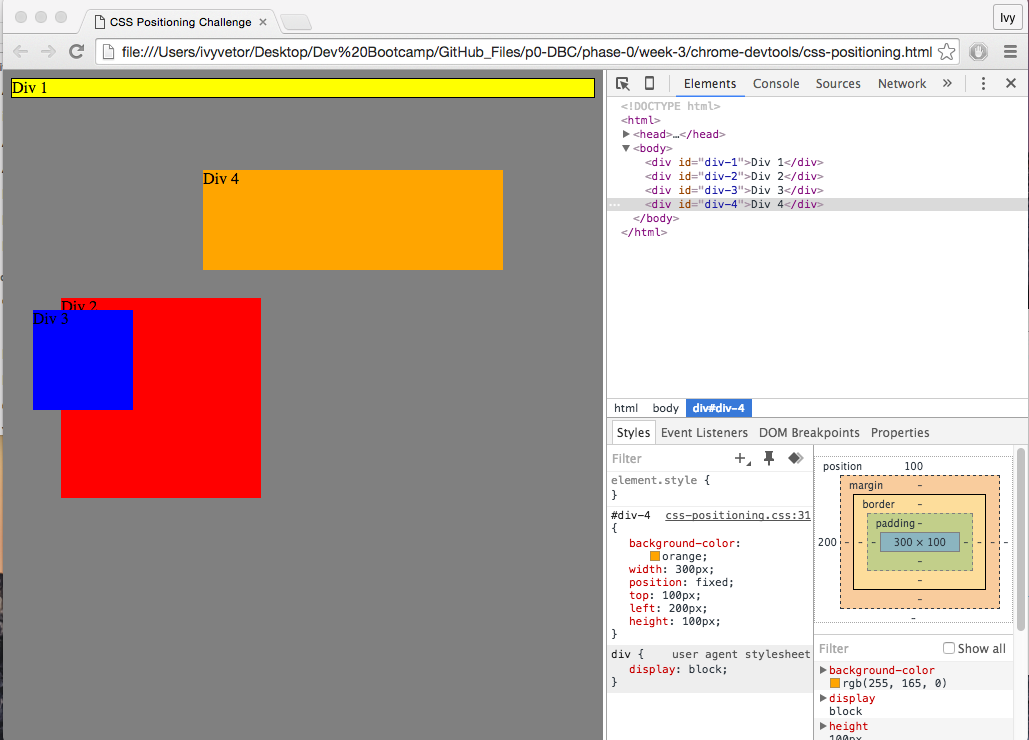 CSS Positioning Challenge
Ivy
file:///Users/ivyvetor/Desktop/Dev%20Bootcamp/GitHub_Files/p0-DBC/phase-0/week-3/chrome-devtools/css-positioning.html
Div 1
Div 4
Div 2
Div 3
Elements Console Sources Network »
<!DOCTYPE html>
<html>
<head>…</head>
<body>
<div id="div-1">Div 1</div>
<div id="div-2">Div 2</div>
<div id="div-3">Div 3</div>
<div id="div-4">Div 4</div>
</body>
</html>
html body div#div-4
Styles Event Listeners DOM Breakpoints Properties
Filter
element.style {
}
#div-4 css-positioning.css:31
{
background-color:
orange;
width: 300px;
position: fixed;
top: 100px;
left: 200px;
height: 100px;
}
div { user agent stylesheet
display: block;
}
position 100
margin -
border -
padding -
200 - - - 300 × 100 - - - -
-
-
-
-
Filter Show all
background-color
rgb(255, 165, 0)
display
block
height
100px